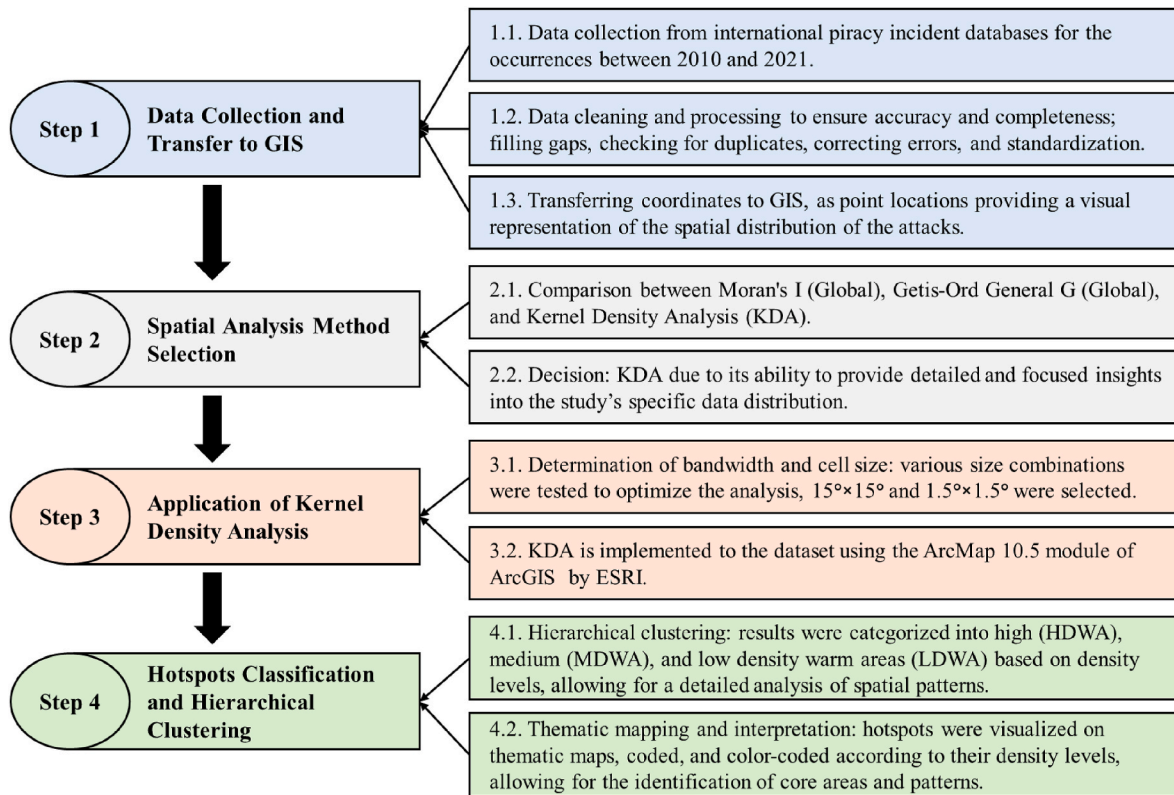 Step 1
Data Collection and
Transfer to GIS
1.1. Data collection from international piracy incident databases for the
occurrences between 2010 and 2021.
1.2. Data cleaning and processing to ensure accuracy and completeness;
filling gaps, checking for duplicates, correcting errors, and standardization.
1.3. Transferring coordinates to GIS, as point locations providing a visual
representation of the spatial distribution of the attacks.
Step 2
Spatial Analysis Method
Selection
2.1. Comparison between Moran's I (Global), Getis-Ord General G (Global),
and Kernel Density Analysis (KDA).
2.2. Decision: KDA due to its ability to provide detailed and focused insights
into the study’s specific data distribution.
Step 3
Application of Kernel
Density Analysis
3.1. Determination of bandwidth and cell size: various size combinations
were tested to optimize the analysis, 15°×15° and 1.5°×1.5° were selected.
3.2. KDA is implemented to the dataset using the ArcMap 10.5 module of
ArcGIS by ESRI.
Step 4
Hotspots Classification
and Hierarchical
Clustering
4.1. Hierarchical clustering: results were categorized into high (HDWA),
medium (MDWA), and low density warm areas (LDWA) based on density
levels, allowing for a detailed analysis of spatial patterns.
4.2. Thematic mapping and interpretation: hotspots were visualized on
thematic maps, coded, and color-coded according to their density levels,
allowing for the identification of core areas and patterns.